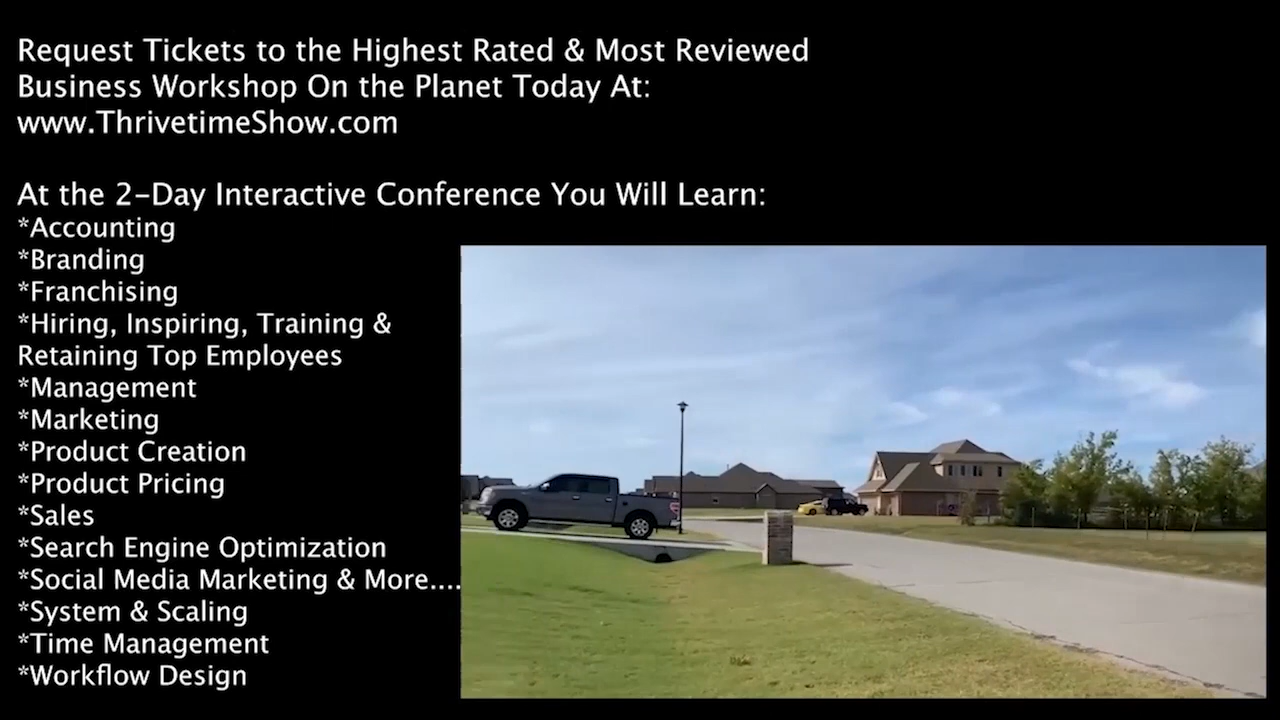 Request Tickets to the Highest Rated & Most Reviewed
Business Workshop On the Planet Today At:
www.ThrivetimeShow.com
At the 2-Day Interactive Conference You Will Learn:
*Accounting
*Branding
*Franchising
*Hiring, Inspiring, Training &
Retaining Top Employees
*Management
*Marketing
*Product Creation
*Product Pricing
*Sales
*Search Engine Optimization
*Social Media Marketing & More....
*System & Scaling
*Time Management
*Workflow Design